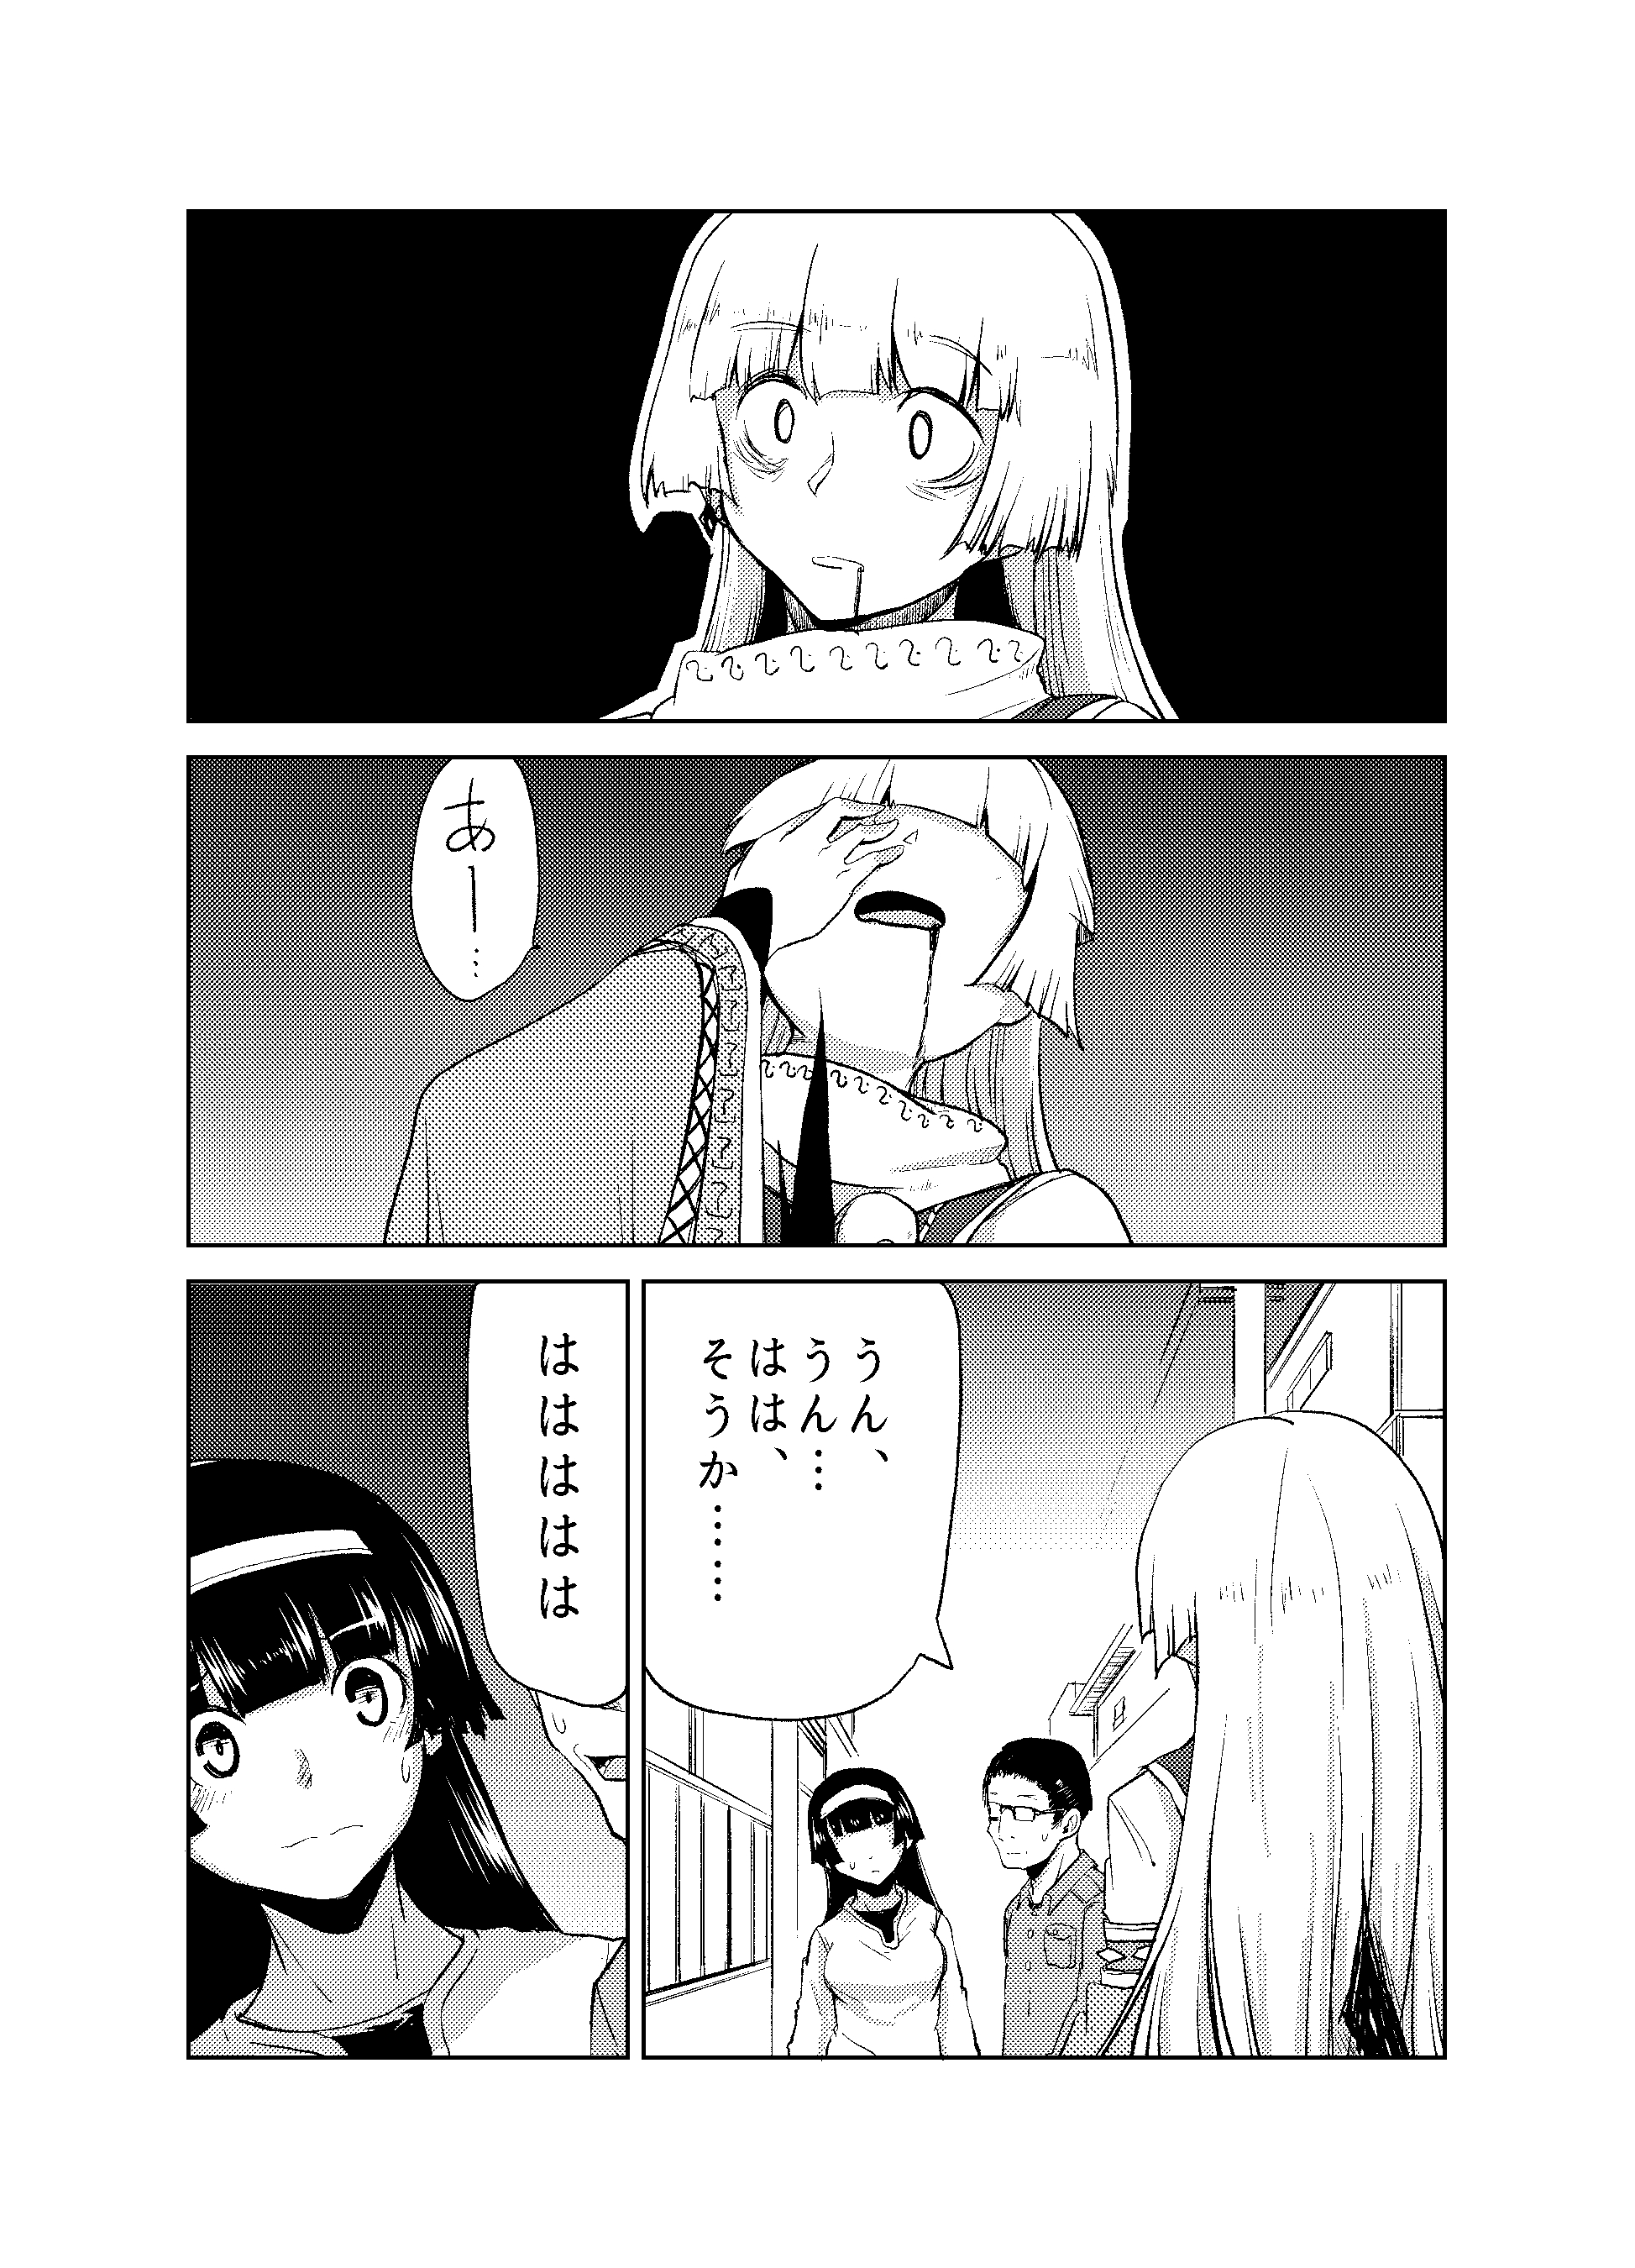 あー…
うん、
うん…
はは、
そうか……
ははははは